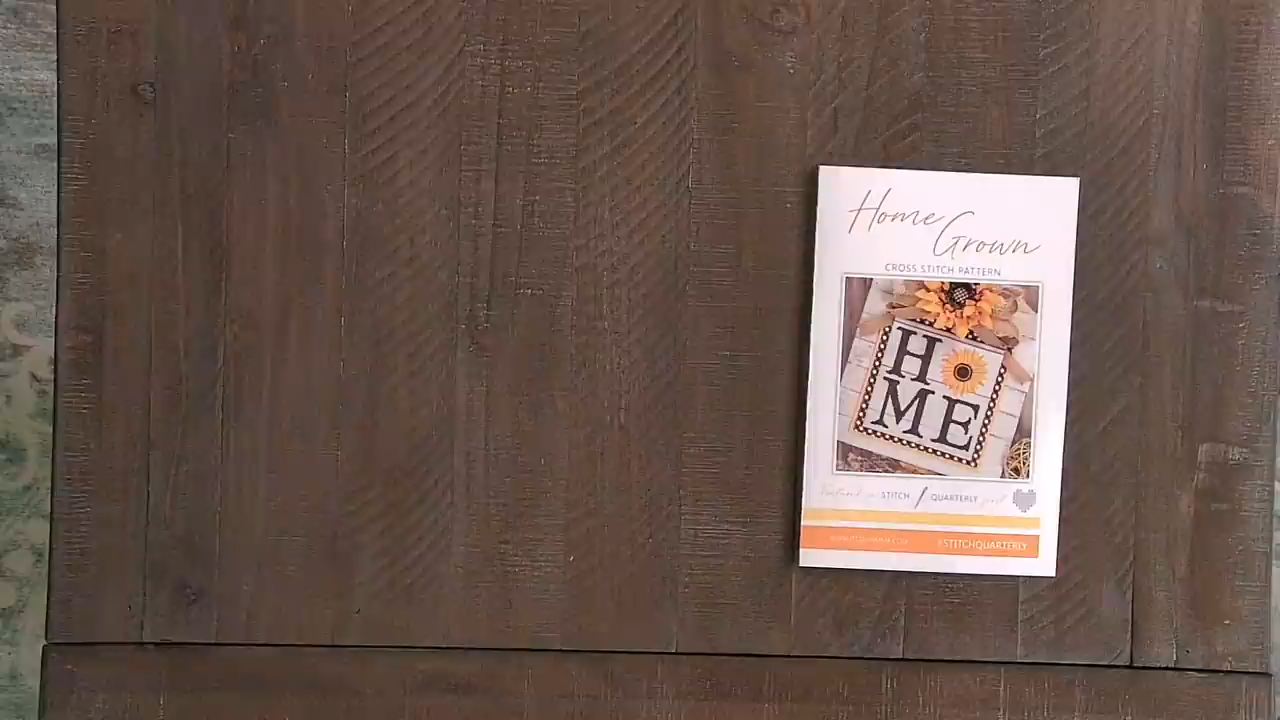 Home
Grown
CROSS STITCH PATTERN
H
ME
STITCH / QUARTERLY
#STITCHQUARTERLY